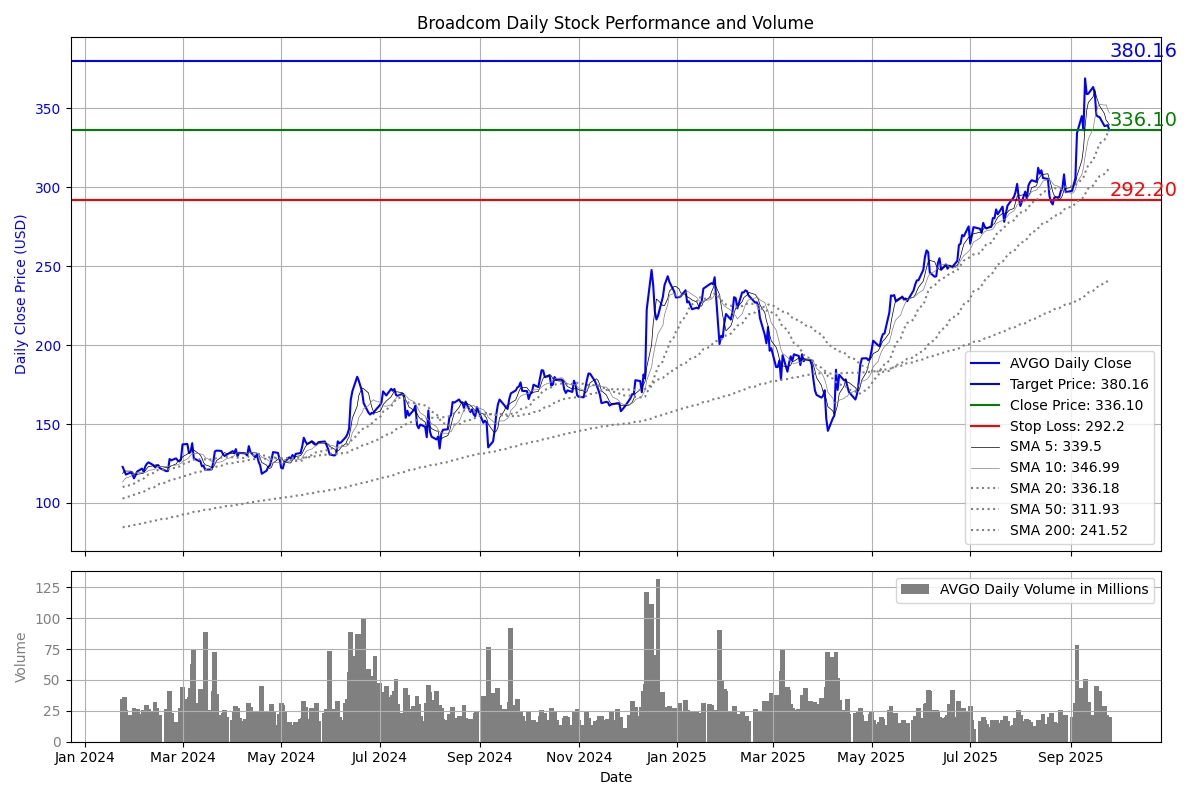 Broadcom Daily Stock Performance and Volume
380.16
350
336.10
300
292.20
250
200
150
100
Daily Close Price (USD)
AVGO Daily Close
Target Price: 380.16
Close Price: 336.10
Stop Loss: 292.2
SMA 5: 339.5
SMA 10: 346.99
SMA 20: 336.18
SMA 50: 311.93
SMA 200: 241.52
125
100
75
50
25
0
Volume
AVGO Daily Volume in Millions
Jan 2024 Mar 2024 May 2024 Jul 2024 Sep 2024 Nov 2024 Jan 2025 Mar 2025 May 2025 Jul 2025 Sep 2025
Date